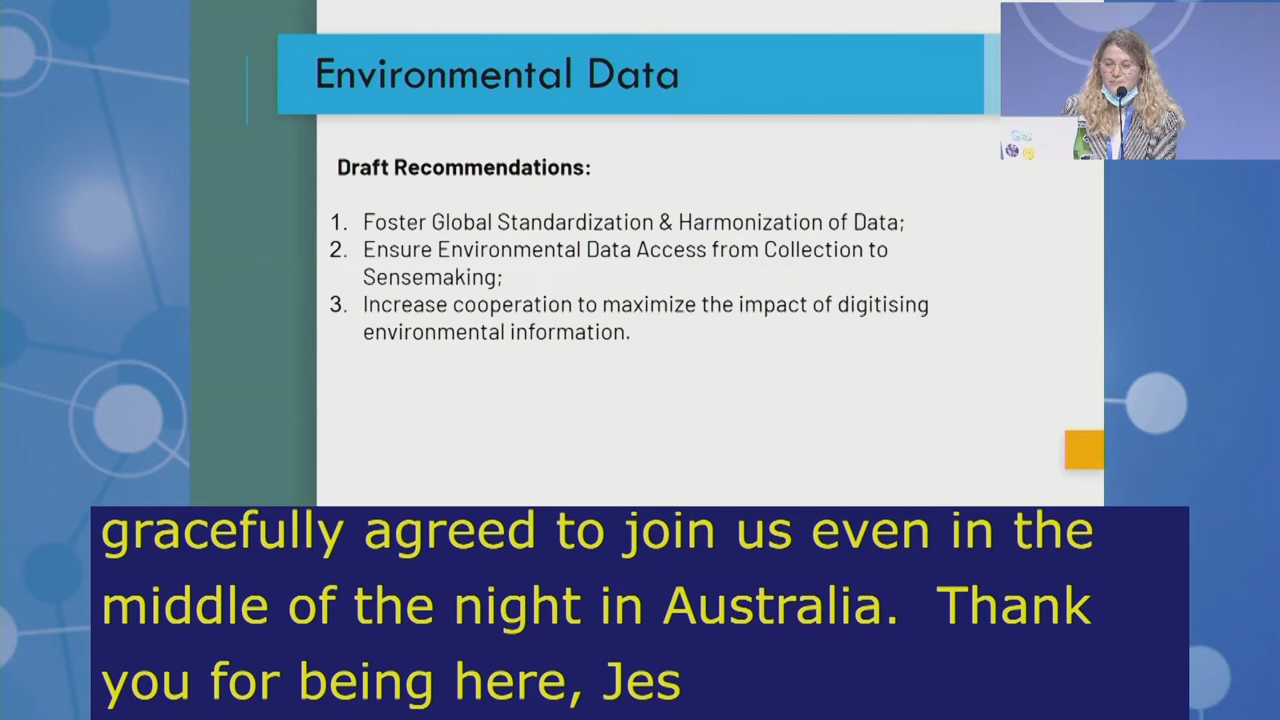 Environmental Data
Draft Recommendations:
1. Foster Global Standardization & Harmonization of Data;
2. Ensure Environmental Data Access from Collection to
Sensemaking;
3. Increase cooperation to maximize the impact of digitising
environmental information.
gracefully agreed to join us even in the
middle of the night in Australia.  Thank
you for being here, Jes